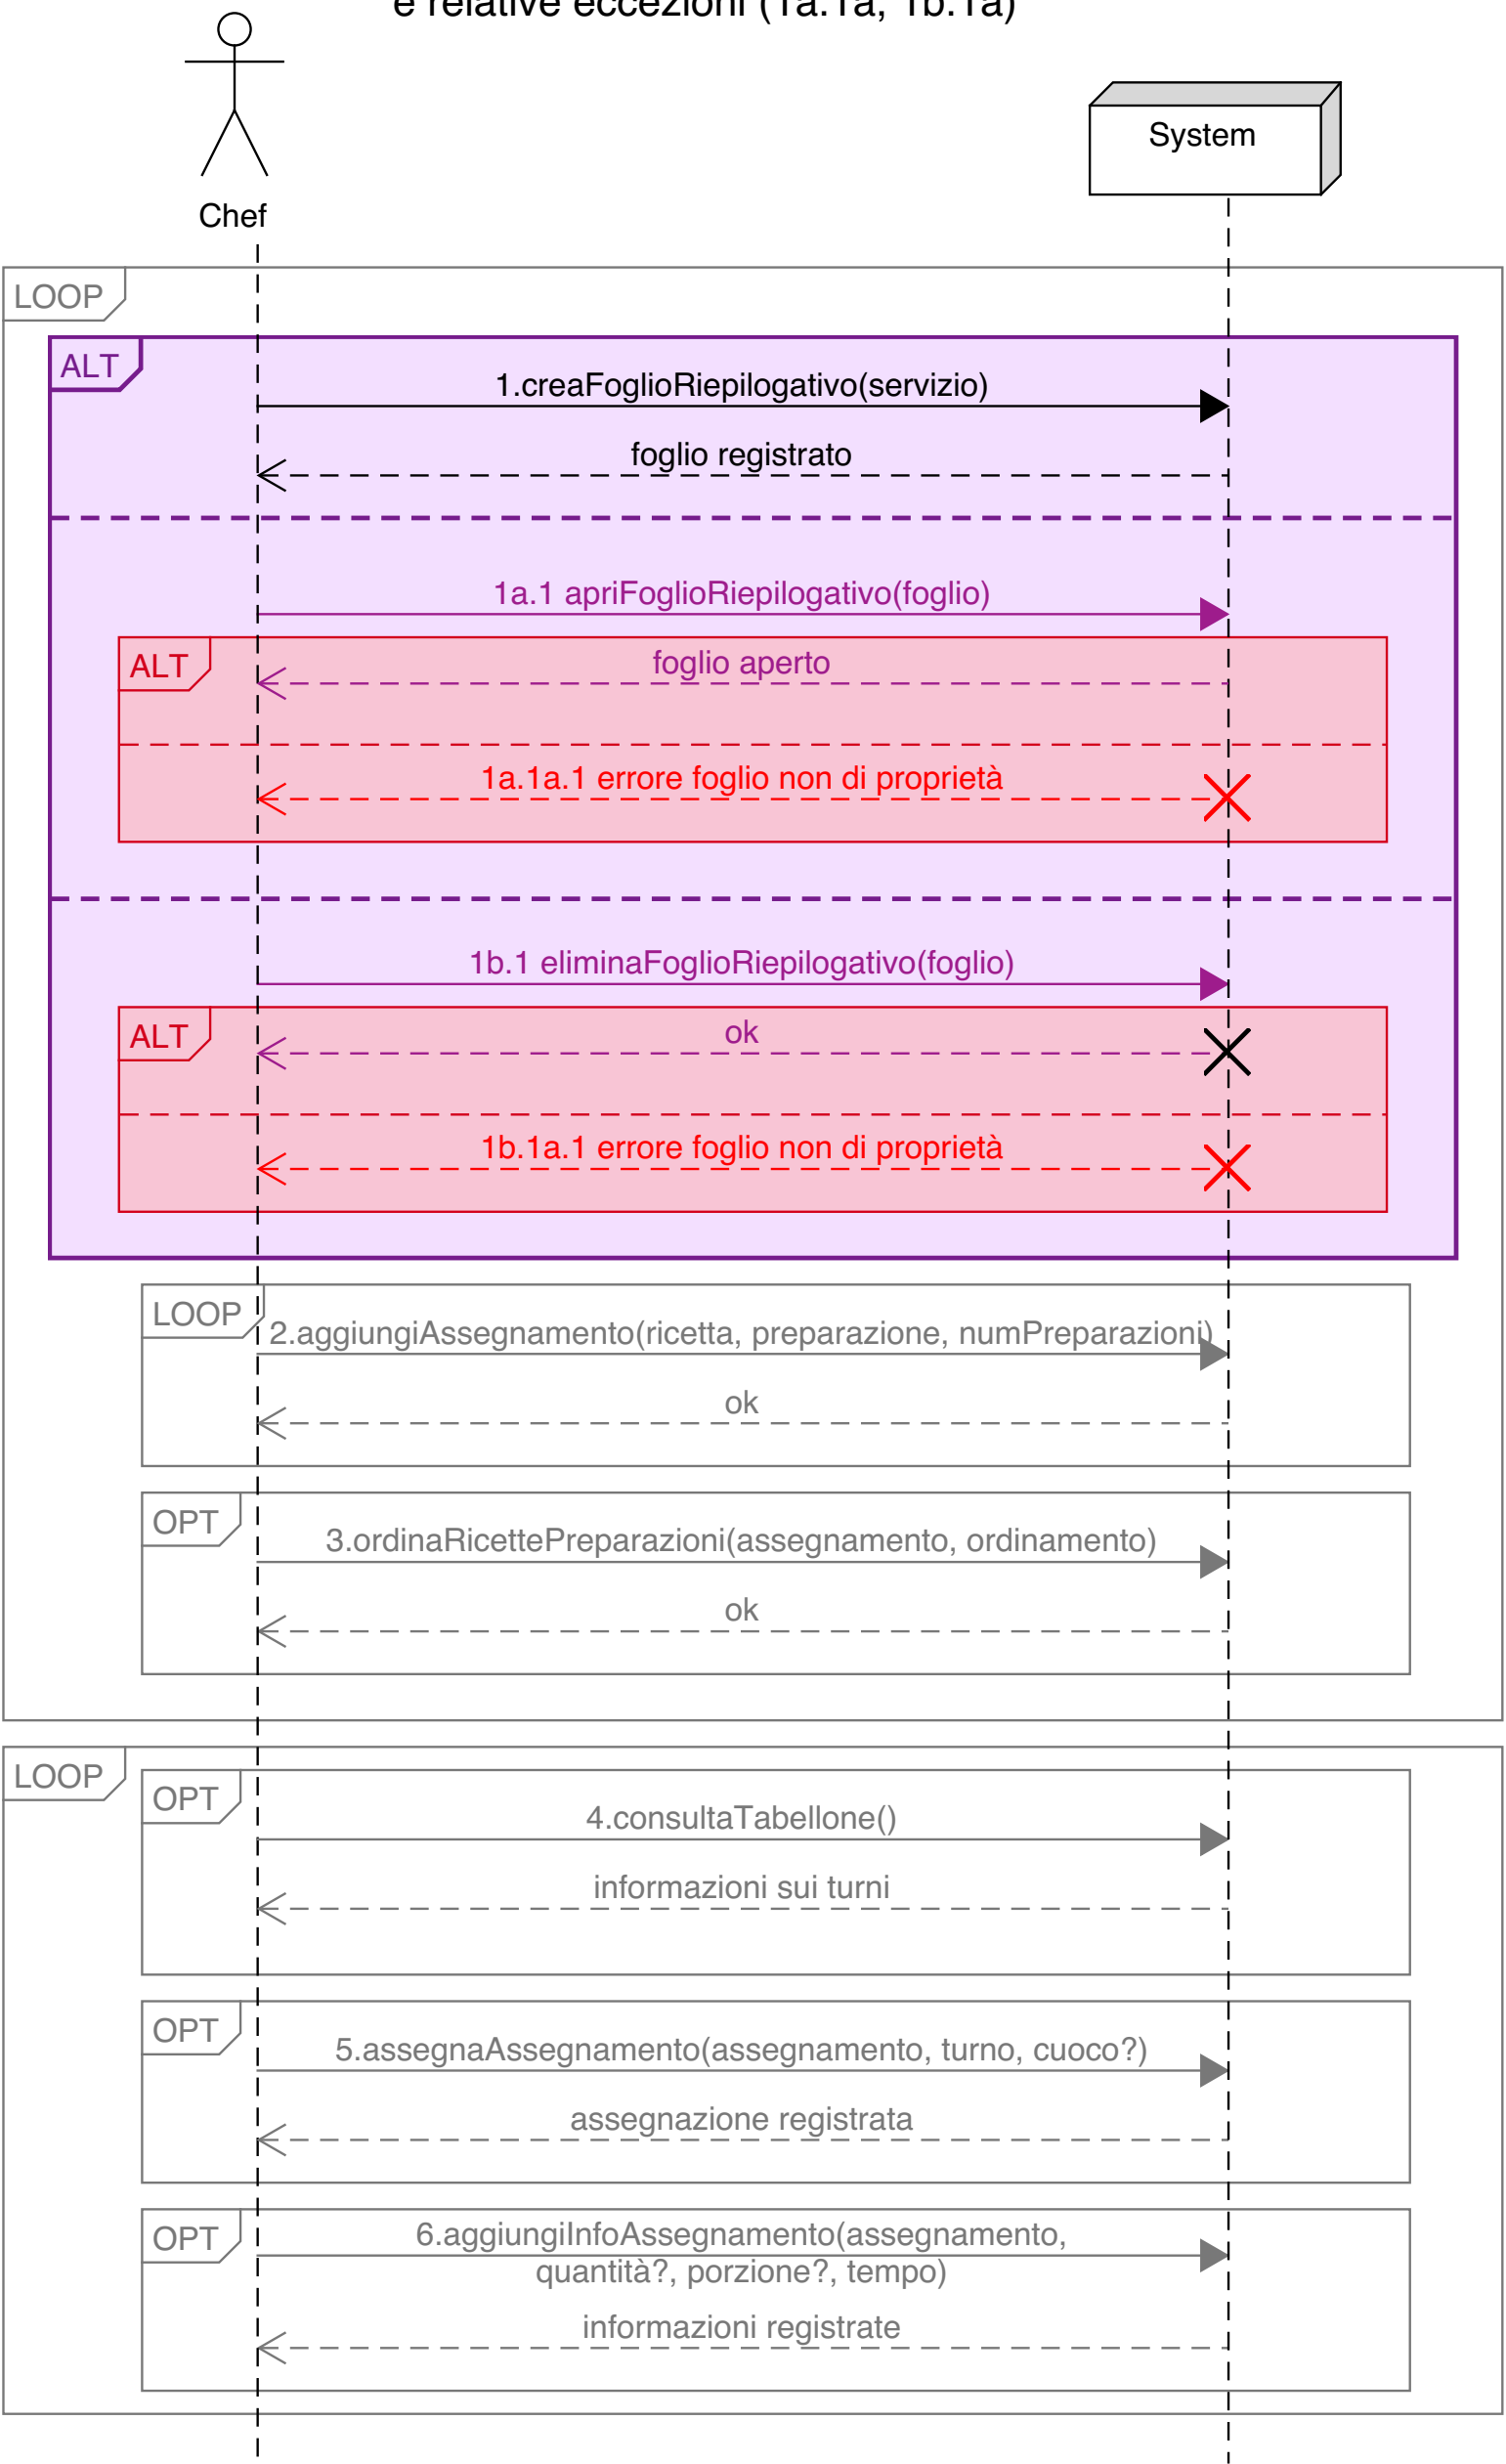 e relative eccezioni (1a.1a, 1b.1a)
System
Chef
LOOP
ALT
1.creaFoglioRiepilogativo(servizio)
foglio registrato
1a.1 apriFoglioRiepilogativo(foglio)
ALT
foglio aperto
1a.1a.1 errore foglio non di proprietà
1b.1 eliminaFoglioRiepilogativo(foglio)
ALT
ok
1b.1a.1 errore foglio non di proprietà
LOOP
2.aggiungiAssegnamento(ricetta, preparazione, numPreparazioni)
ok
OPT
3.ordinaRicettePreparazioni(assegnamento, ordinamento)
ok
LOOP
OPT
4.consultaTabellone()
informazioni sui turni
OPT
5.assegnaAssegnamento(assegnamento, turno, cuoco?)
assegnazione registrata
OPT
6.aggiungiInfoAssegnamento(assegnamento,
quantità?, porzione?, tempo)
informazioni registrate